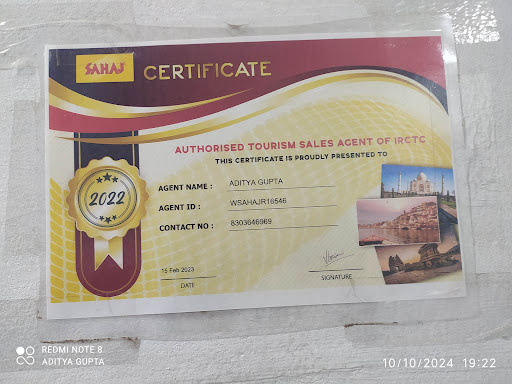 SAHAJ
CERTIFICATE
AUTHORISED TOURISM SALES AGENT OF IRCTC
THIS CERTIFICATE IS PROUDLY PRESENTED TO
2022
AGENT NAME : ADITYA GUPTA
AGENT ID : WSAHAJR16546
CONTACT NO : 8303646969
15 Feb 2023
DATE
SIGNATURE
REDMI NOTE 8
ADITYA GUPTA
10/10/2024 19:22